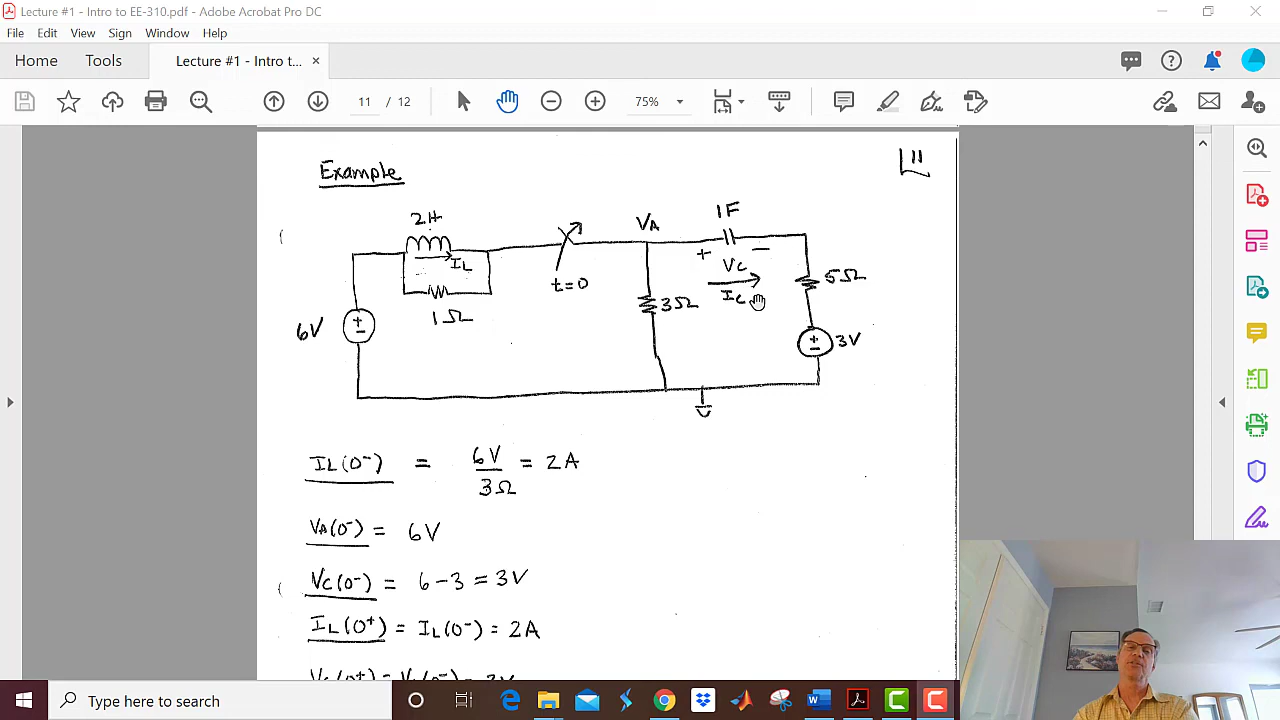 Lecture #1 - Intro to EE-310.pdf - Adobe Acrobat Pro DC
File Edit View Sign Window Help
Home Tools Lecture #1 - Intro t... ×
11 / 12 75%
Example
11
2H
IL
1Ω
6V
t=0
VA
3Ω
1F
+ VC −
IC
5Ω
+ − 3V
IL(0⁻) = 6V / 3Ω = 2A
VA(0⁻) = 6V
VC(0⁻) = 6-3 = 3V
IL(0⁺) = IL(0⁻) = 2A
Type here to search